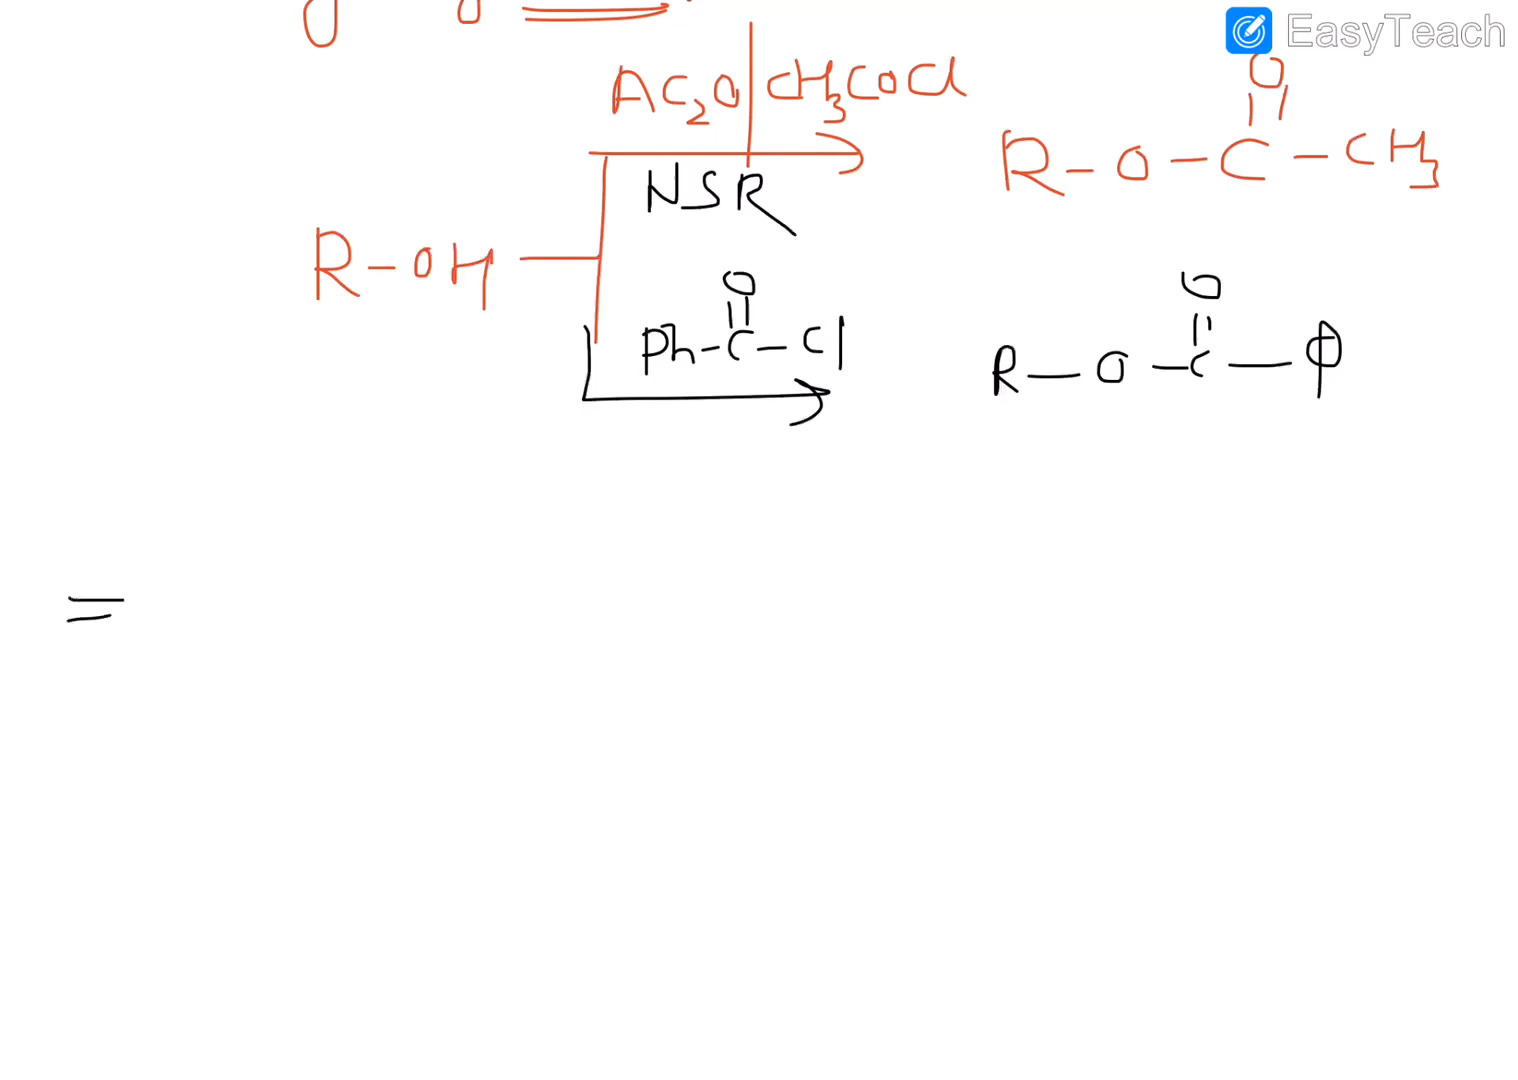 EasyTeach
AC2O | CH3COCl
O
R-O-C-CH3
NSR
R-OH
O
Ph-C-Cl
O
R-O-C-Φ
=